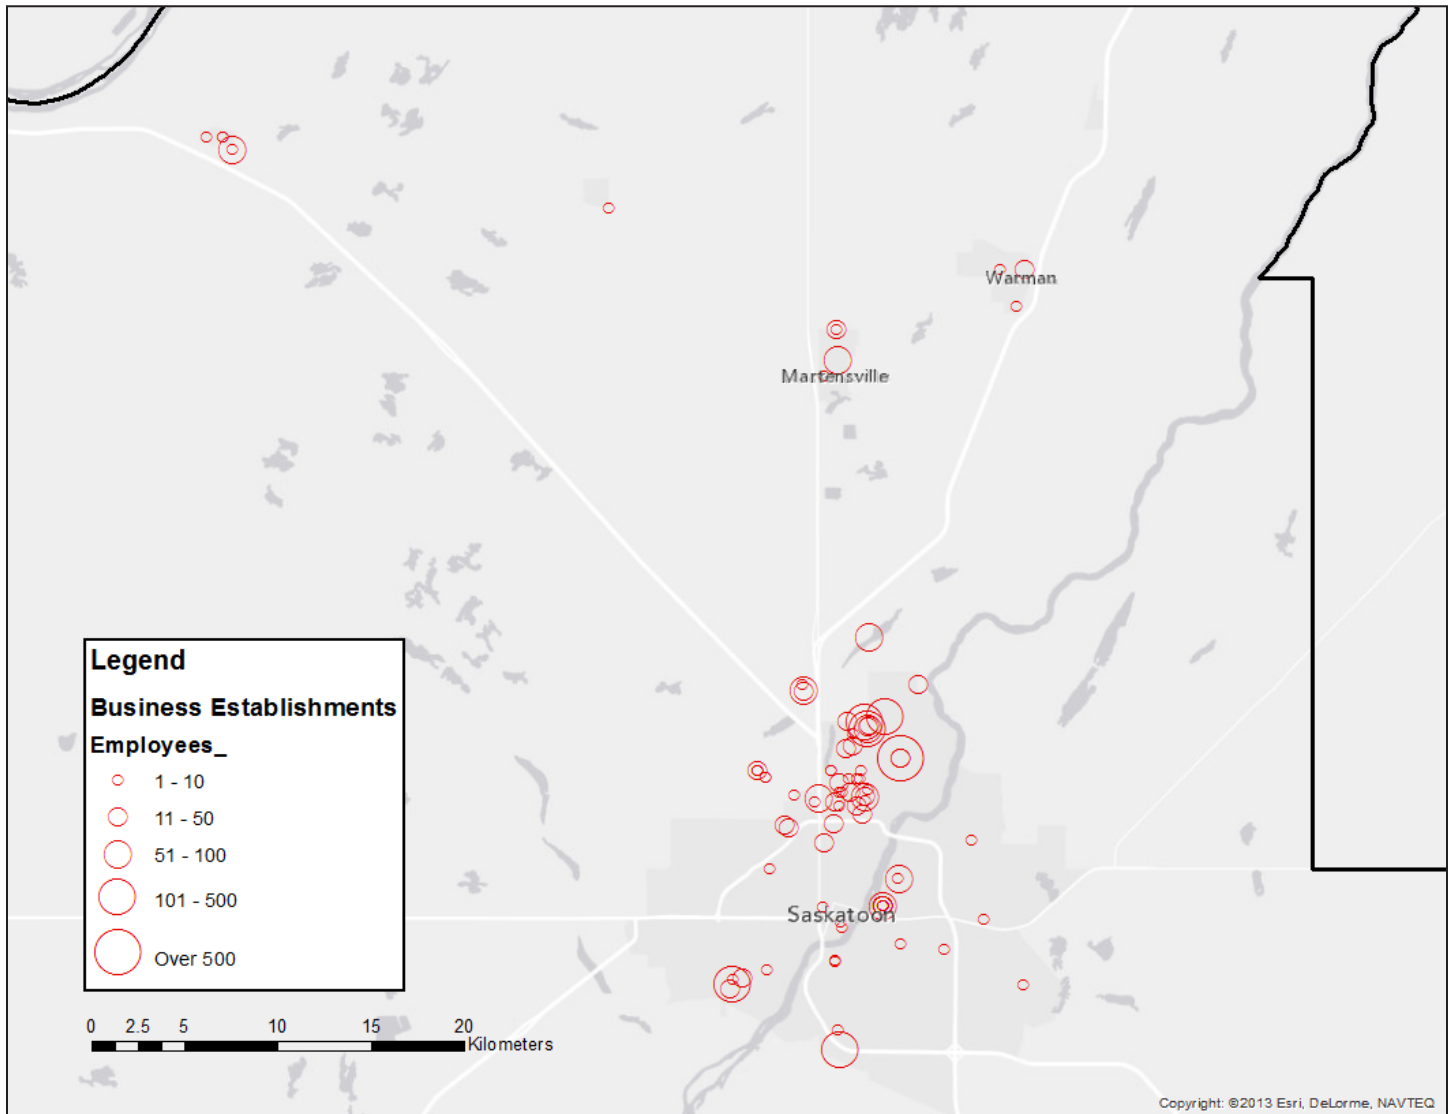 Warman
Martensville
Legend
Business Establishments
Employees_
1 - 10
11 - 50
51 - 100
101 - 500
Over 500
Saskatoon
0 2.5 5 10 15 20
Kilometers
Copyright: ©2013 Esri, DeLorme, NAVTEQ